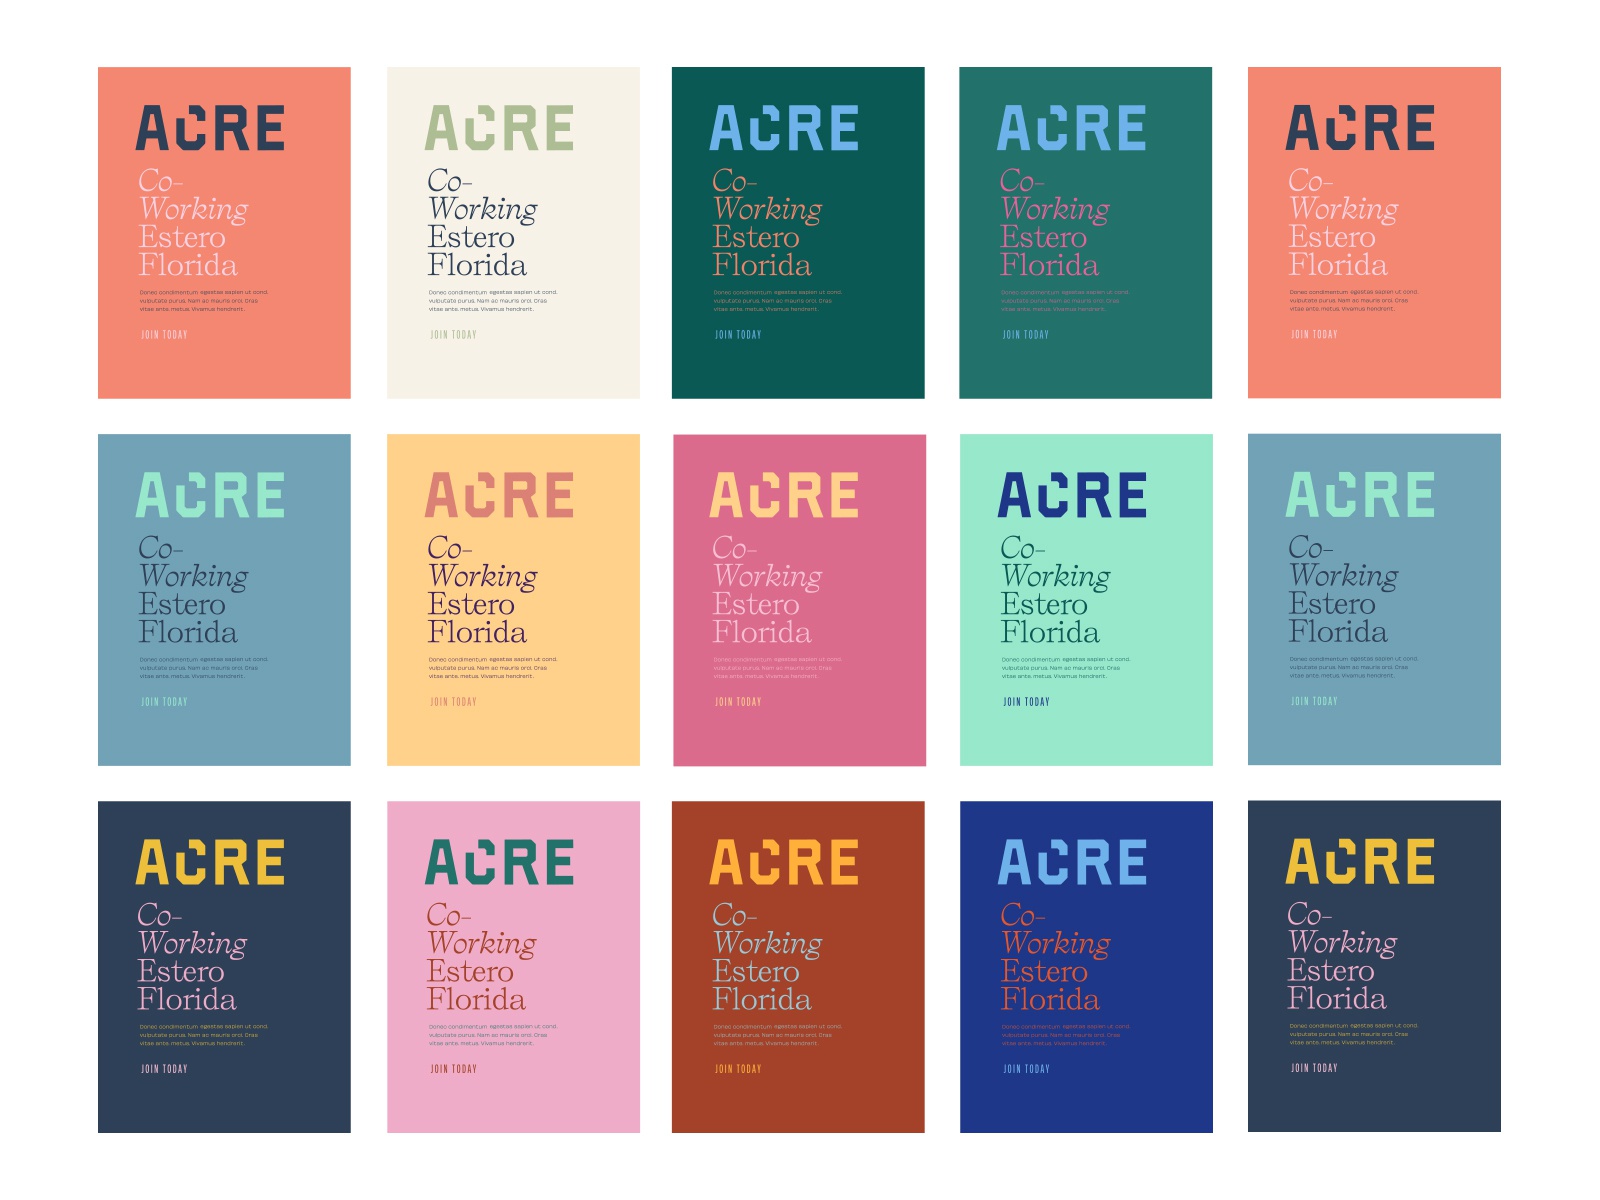 ACRE
Co-
Working
Estero
Florida
Donec condimentum egestas sapien ut cond.
vulputate purus. Nam ac mauris orci. Cras
vitae ante. metus. Vivamus hendrerit.
JOIN TODAY
ACRE
Co-
Working
Estero
Florida
Donec condimentum egestas sapien ut cond.
vulputate purus. Nam ac mauris orci. Cras
vitae ante. metus. Vivamus hendrerit.
JOIN TODAY
ACRE
Co-
Working
Estero
Florida
Donec condimentum egestas sapien ut cond.
vulputate purus. Nam ac mauris orci. Cras
vitae ante. metus. Vivamus hendrerit.
JOIN TODAY
ACRE
Co-
Working
Estero
Florida
Donec condimentum egestas sapien ut cond.
vulputate purus. Nam ac mauris orci. Cras
vitae ante. metus. Vivamus hendrerit.
JOIN TODAY
ACRE
Co-
Working
Estero
Florida
Donec condimentum egestas sapien ut cond.
vulputate purus. Nam ac mauris orci. Cras
vitae ante. metus. Vivamus hendrerit.
JOIN TODAY
ACRE
Co-
Working
Estero
Florida
Donec condimentum egestas sapien ut cond.
vulputate purus. Nam ac mauris orci. Cras
vitae ante. metus. Vivamus hendrerit.
JOIN TODAY
ACRE
Co-
Working
Estero
Florida
Donec condimentum egestas sapien ut cond.
vulputate purus. Nam ac mauris orci. Cras
vitae ante. metus. Vivamus hendrerit.
JOIN TODAY
ACRE
Co-
Working
Estero
Florida
Donec condimentum egestas sapien ut cond.
vulputate purus. Nam ac mauris orci. Cras
vitae ante. metus. Vivamus hendrerit.
JOIN TODAY
ACRE
Co-
Working
Estero
Florida
Donec condimentum egestas sapien ut cond.
vulputate purus. Nam ac mauris orci. Cras
vitae ante. metus. Vivamus hendrerit.
JOIN TODAY
ACRE
Co-
Working
Estero
Florida
Donec condimentum egestas sapien ut cond.
vulputate purus. Nam ac mauris orci. Cras
vitae ante. metus. Vivamus hendrerit.
JOIN TODAY
ACRE
Co-
Working
Estero
Florida
Donec condimentum egestas sapien ut cond.
vulputate purus. Nam ac mauris orci. Cras
vitae ante. metus. Vivamus hendrerit.
JOIN TODAY
ACRE
Co-
Working
Estero
Florida
Donec condimentum egestas sapien ut cond.
vulputate purus. Nam ac mauris orci. Cras
vitae ante. metus. Vivamus hendrerit.
JOIN TODAY
ACRE
Co-
Working
Estero
Florida
Donec condimentum egestas sapien ut cond.
vulputate purus. Nam ac mauris orci. Cras
vitae ante. metus. Vivamus hendrerit.
JOIN TODAY
ACRE
Co-
Working
Estero
Florida
Donec condimentum egestas sapien ut cond.
vulputate purus. Nam ac mauris orci. Cras
vitae ante. metus. Vivamus hendrerit.
JOIN TODAY
ACRE
Co-
Working
Estero
Florida
Donec condimentum egestas sapien ut cond.
vulputate purus. Nam ac mauris orci. Cras
vitae ante. metus. Vivamus hendrerit.
JOIN TODAY